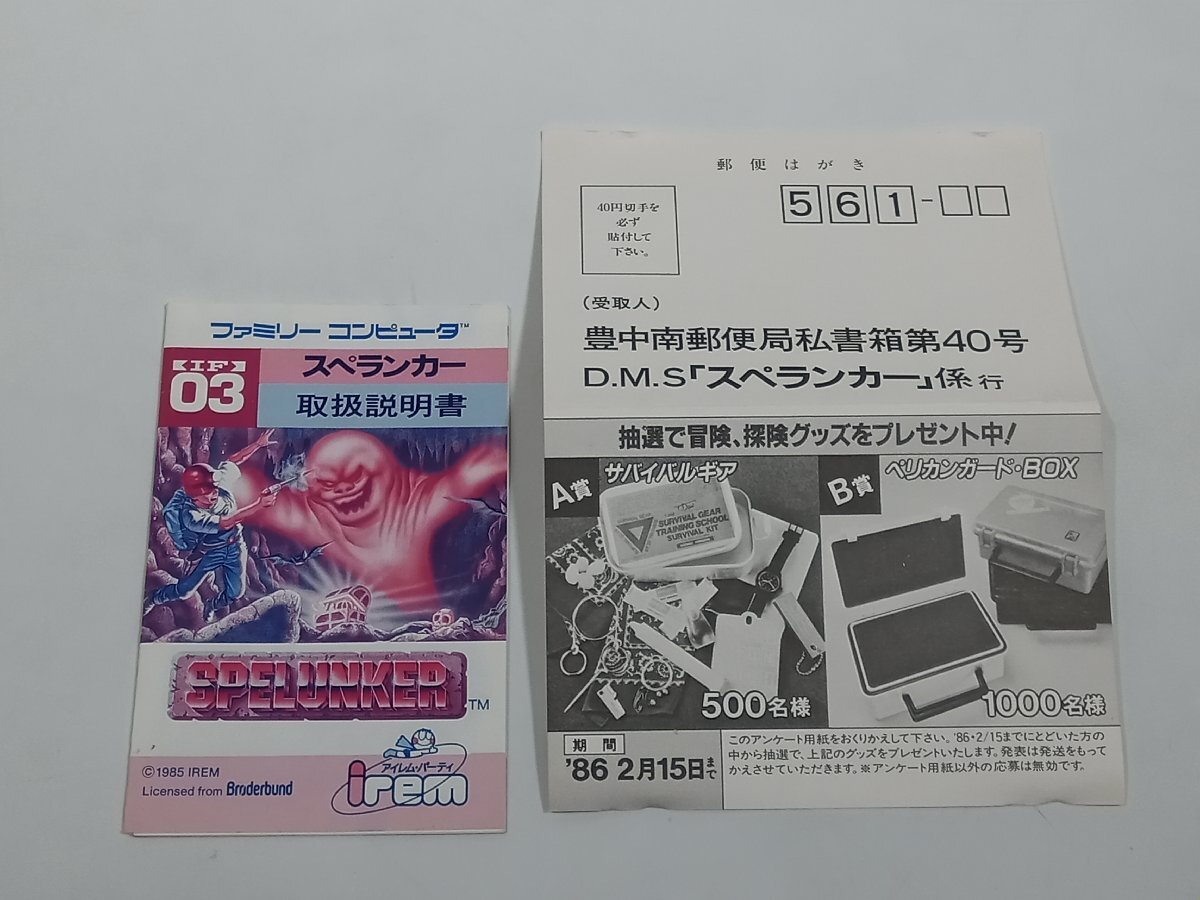 ファミリー コンピュータ™
IF
03
スペランカー
取扱説明書
SPELUNKER™
©1985 IREM
Licensed from Brøderbund
アイレム・パーティ
irem
郵便はがき
40円切手を
必ず
貼付して
下さい。
561-
(受取人)
豊中南郵便局私書箱第40号
D.M.S「スペランカー」係 行
抽選で冒険、探険グッズをプレゼント中!
A賞 サバイバルギア
SURVIVAL GEAR
TRAINING SCHOOL
SURVIVAL KIT
500名様
B賞 ペリカンガード・BOX
1000名様
期間
'86 2月15日まで
このアンケート用紙をおくりかえして下さい。'86・2/15までにとどいた方の
中から抽選で、上記のグッズをプレゼントいたします。発表は発送をもって
かえさせていただきます。※アンケート用紙以外の応募は無効です。